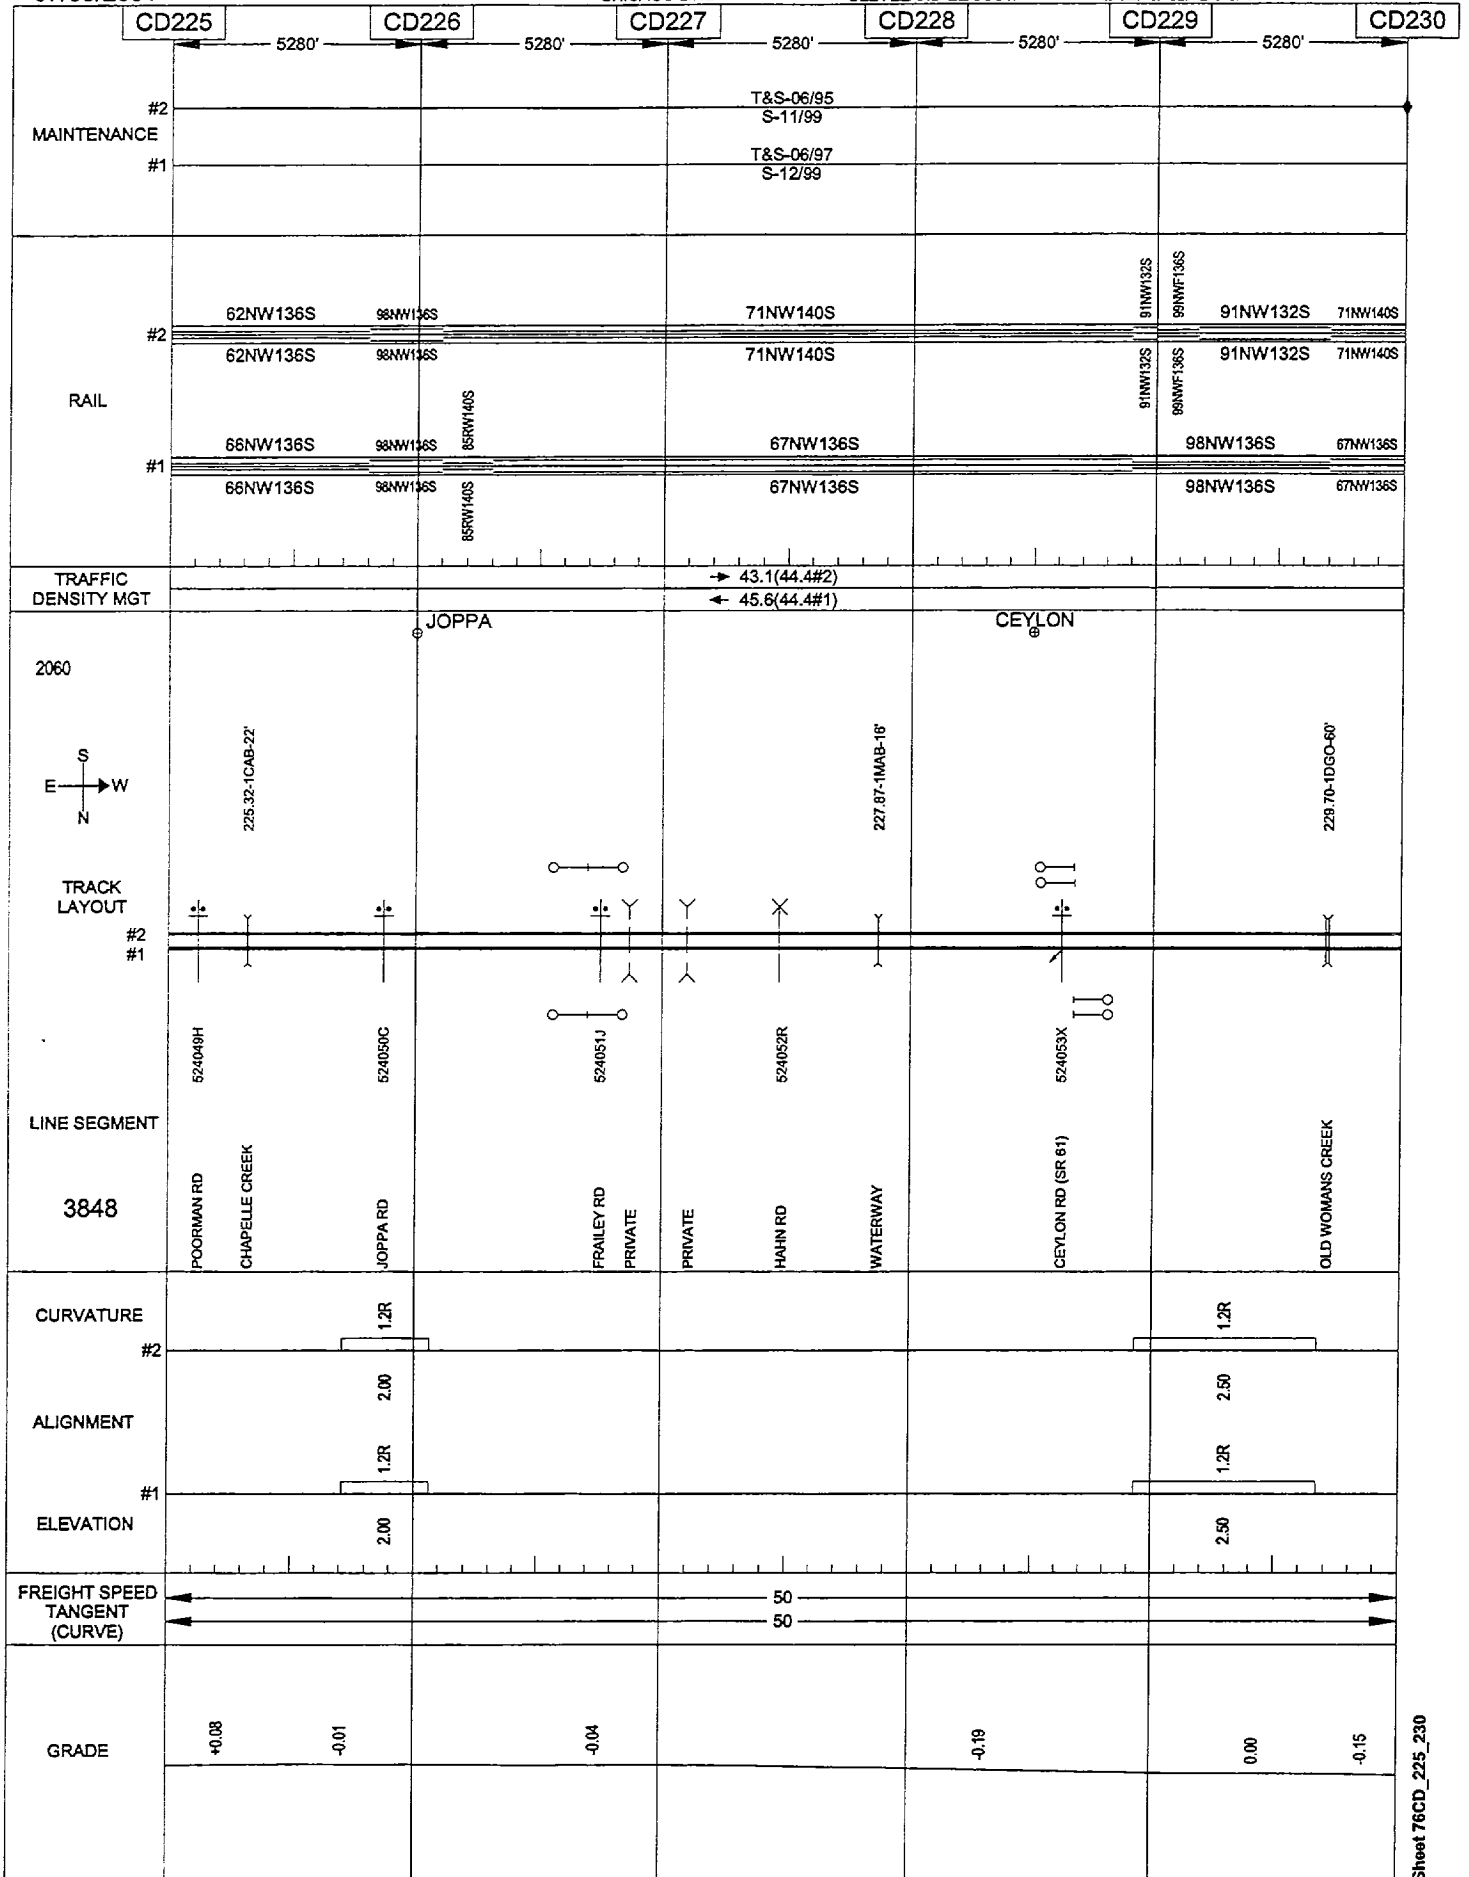 CD225 CD226 CD227 CD228 CD229 CD230
5280' 5280' 5280' 5280' 5280'
MAINTENANCE
#2 T&S-06/95
S-11/99
#1 T&S-06/97
S-12/99
RAIL
91NW132S 99NWF136S
62NW136S 98NW136S 71NW140S 91NW132S 71NW140S
#2
62NW136S 98NW136S 71NW140S 91NW132S 71NW140S
91NW132S 99NWF136S
85RW140S
66NW136S 98NW136S 67NW136S 98NW136S 67NW136S
#1
66NW136S 98NW136S 67NW136S 98NW136S 67NW136S
85RW140S
TRAFFIC
DENSITY MGT
43.1(44.4#2)
45.6(44.4#1)
JOPPA CEYLON
2060
S
E W
N
225.32-1CAB-22' 227.87-1MAB-16' 229.70-1DGO-60'
TRACK
LAYOUT
#2
#1
524049H 524050C 524051J 524052R 524053X
LINE SEGMENT
3848
POORMAN RD
CHAPELLE CREEK
JOPPA RD
FRAILEY RD
PRIVATE
PRIVATE
HAHN RD
WATERWAY
CEYLON RD (SR 61)
OLD WOMANS CREEK
CURVATURE
1.2R 1.2R
#2
2.00 2.50
ALIGNMENT
1.2R 1.2R
#1
ELEVATION
2.00 2.50
FREIGHT SPEED
TANGENT
(CURVE)
50
50
GRADE
+0.08 -0.01 -0.04 -0.19 0.00 -0.15
Sheet 76CD_225_230